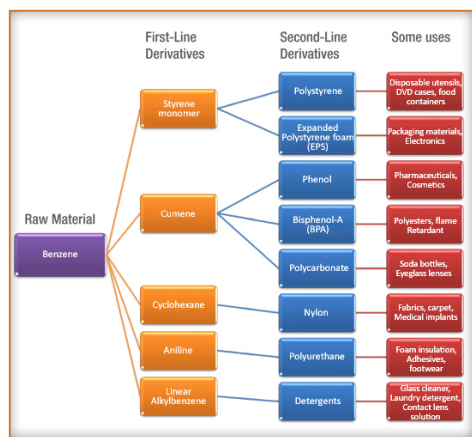 First-Line
Derivatives
Second-Line
Derivatives
Some uses
Raw Material
Benzene
Styrene
monomer
Cumene
Cyclohexane
Aniline
Linear
Alkylbenzene
Polystyrene
Expanded
Polystyrene foam
(EPS)
Phenol
Bisphenol-A
(BPA)
Polycarbonate
Nylon
Polyurethane
Detergents
Disposable utensils,
DVD cases, food
containers
Packaging materials,
Electronics
Pharmaceuticals,
Cosmetics
Polyesters, flame
Retardant
Soda bottles,
Eyeglass lenses
Fabrics, carpet,
Medical implants
Foam insulation,
Adhesives,
footwear
Glass cleaner,
Laundry detergent,
Contact lens
solution